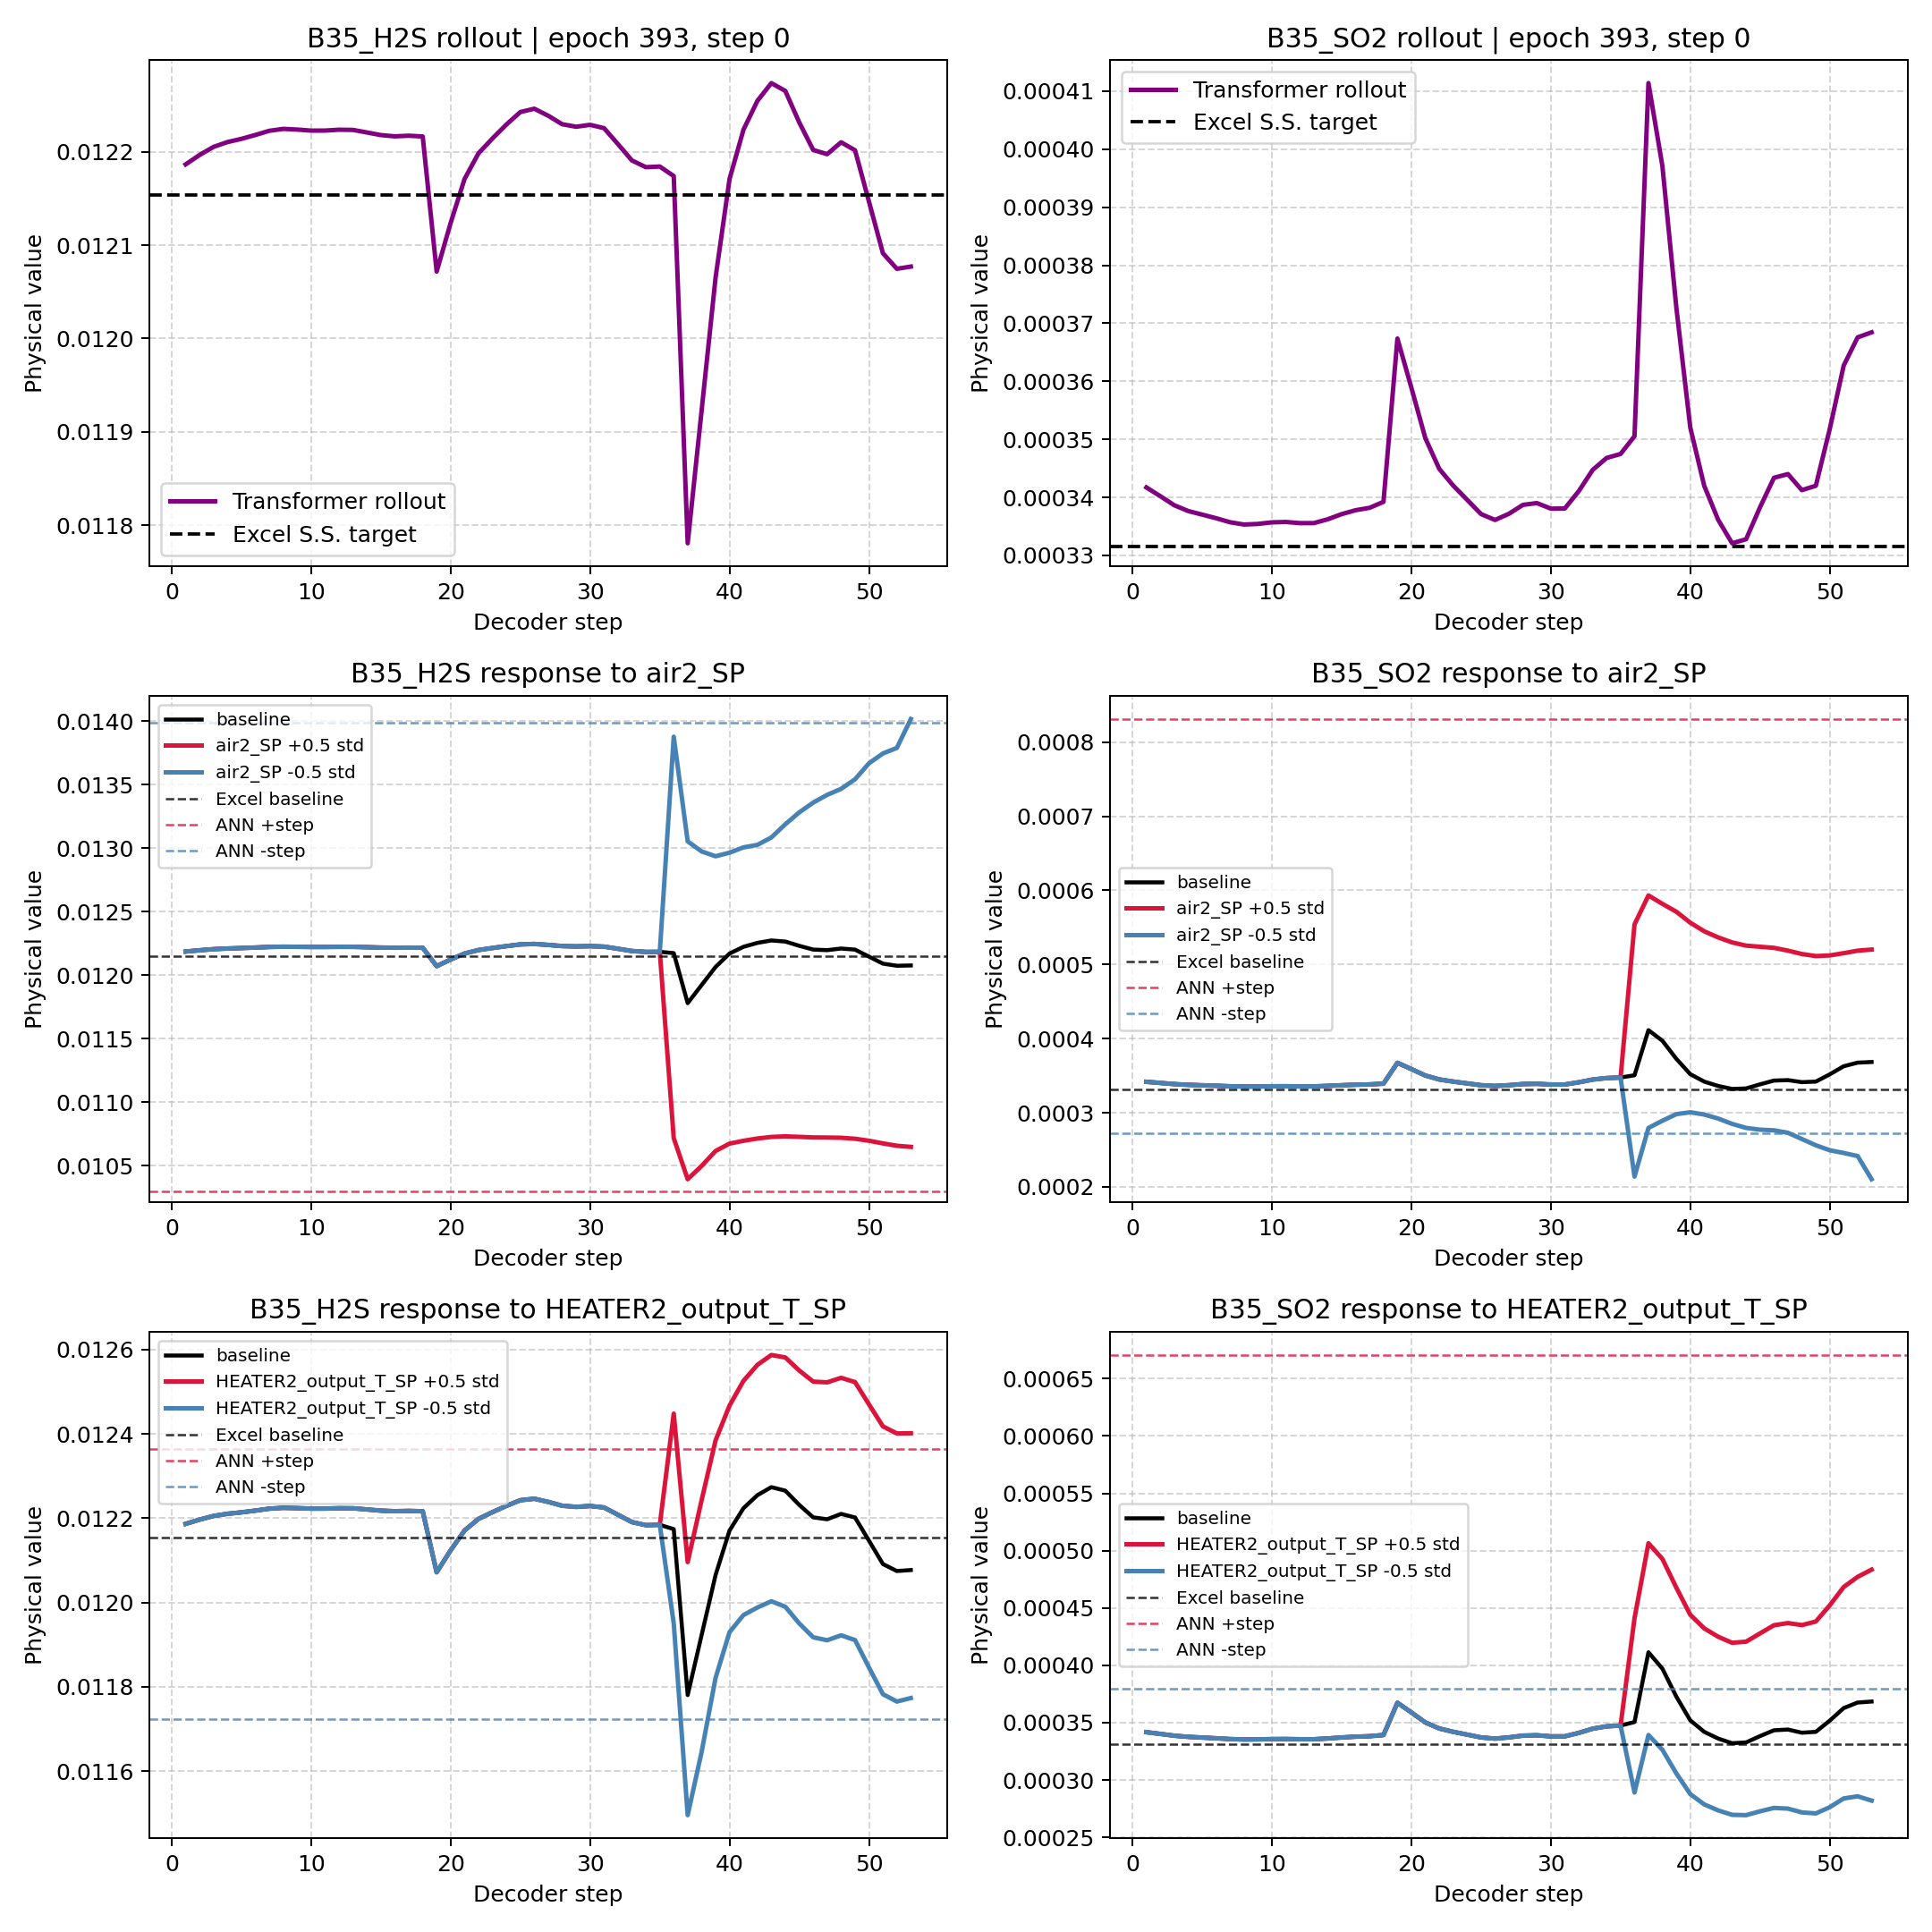 B35_H2S rollout | epoch 393, step 0
Physical value
0.0122
0.0121
0.0120
0.0119
0.0118
Transformer rollout
Excel S.S. target
0
10
20
30
40
50
Decoder step
B35_SO2 rollout | epoch 393, step 0
Physical value
0.00041
0.00040
0.00039
0.00038
0.00037
0.00036
0.00035
0.00034
0.00033
Transformer rollout
Excel S.S. target
0
10
20
30
40
50
Decoder step
B35_H2S response to air2_SP
Physical value
0.0140
0.0135
0.0130
0.0125
0.0120
0.0115
0.0110
0.0105
baseline
air2_SP +0.5 std
air2_SP -0.5 std
Excel baseline
ANN +step
ANN -step
0
10
20
30
40
50
Decoder step
B35_SO2 response to air2_SP
Physical value
0.0008
0.0007
0.0006
0.0005
0.0004
0.0003
0.0002
baseline
air2_SP +0.5 std
air2_SP -0.5 std
Excel baseline
ANN +step
ANN -step
0
10
20
30
40
50
Decoder step
B35_H2S response to HEATER2_output_T_SP
Physical value
0.0126
0.0124
0.0122
0.0120
0.0118
0.0116
baseline
HEATER2_output_T_SP +0.5 std
HEATER2_output_T_SP -0.5 std
Excel baseline
ANN +step
ANN -step
0
10
20
30
40
50
Decoder step
B35_SO2 response to HEATER2_output_T_SP
Physical value
0.00065
0.00060
0.00055
0.00050
0.00045
0.00040
0.00035
0.00030
0.00025
baseline
HEATER2_output_T_SP +0.5 std
HEATER2_output_T_SP -0.5 std
Excel baseline
ANN +step
ANN -step
0
10
20
30
40
50
Decoder step